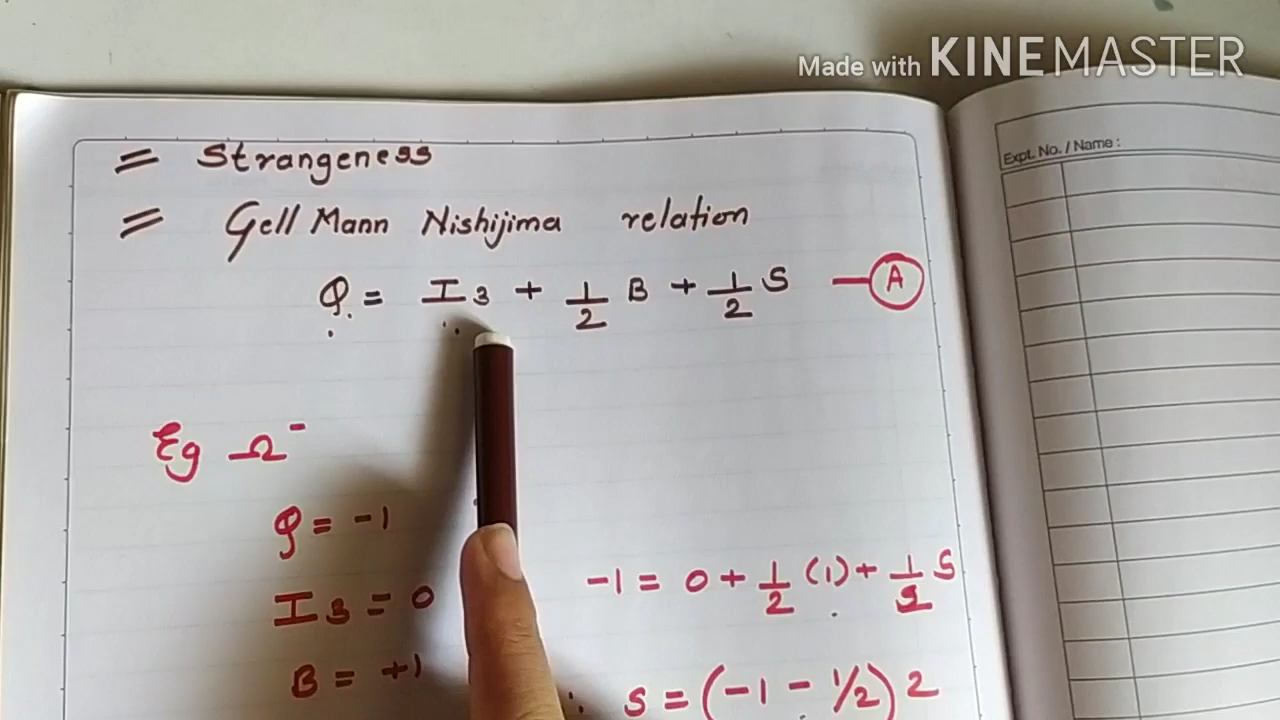 Made with KINEMASTER
Expt. No. / Name :
= Strangeness
= Gell Mann Nishijima relation
Q = I3 + 1/2 B + 1/2 S — A
Eg Ω-
Q = -1
I3 = 0
B = +1
-1 = 0 + 1/2 (1) + 1/2 S
∴ S = (-1 - 1/2) 2